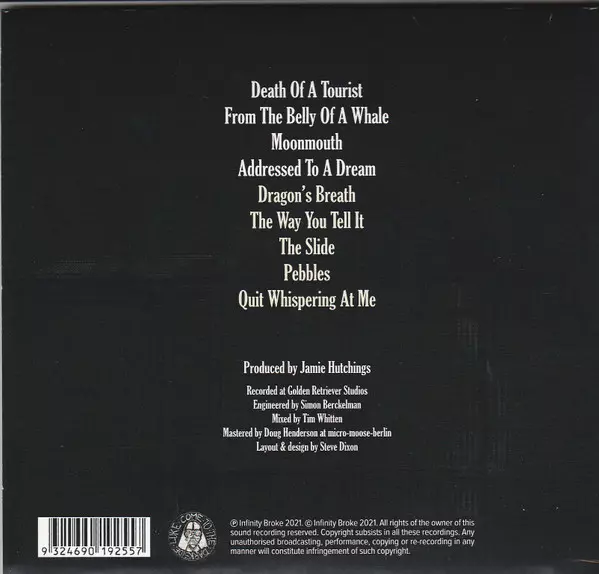 Death Of A Tourist
From The Belly Of A Whale
Moonmouth
Addressed To A Dream
Dragon's Breath
The Way You Tell It
The Slide
Pebbles
Quit Whispering At Me
Produced by Jamie Hutchings
Recorded at Golden Retriever Studios
Engineered by Simon Berckelman
Mixed by Tim Whitten
Mastered by Doug Henderson at micro-moose-berlin
Layout & design by Steve Dixon
9 324690 192557
COME TO THE
℗ Infinity Broke 2021. © Infinity Broke 2021. All rights of the owner of this
sound recording reserved. Copyright subsists in all these recordings. Any
unauthorised broadcasting, performance, copying or re-recording in any
manner will constitute infringement of such copyright.